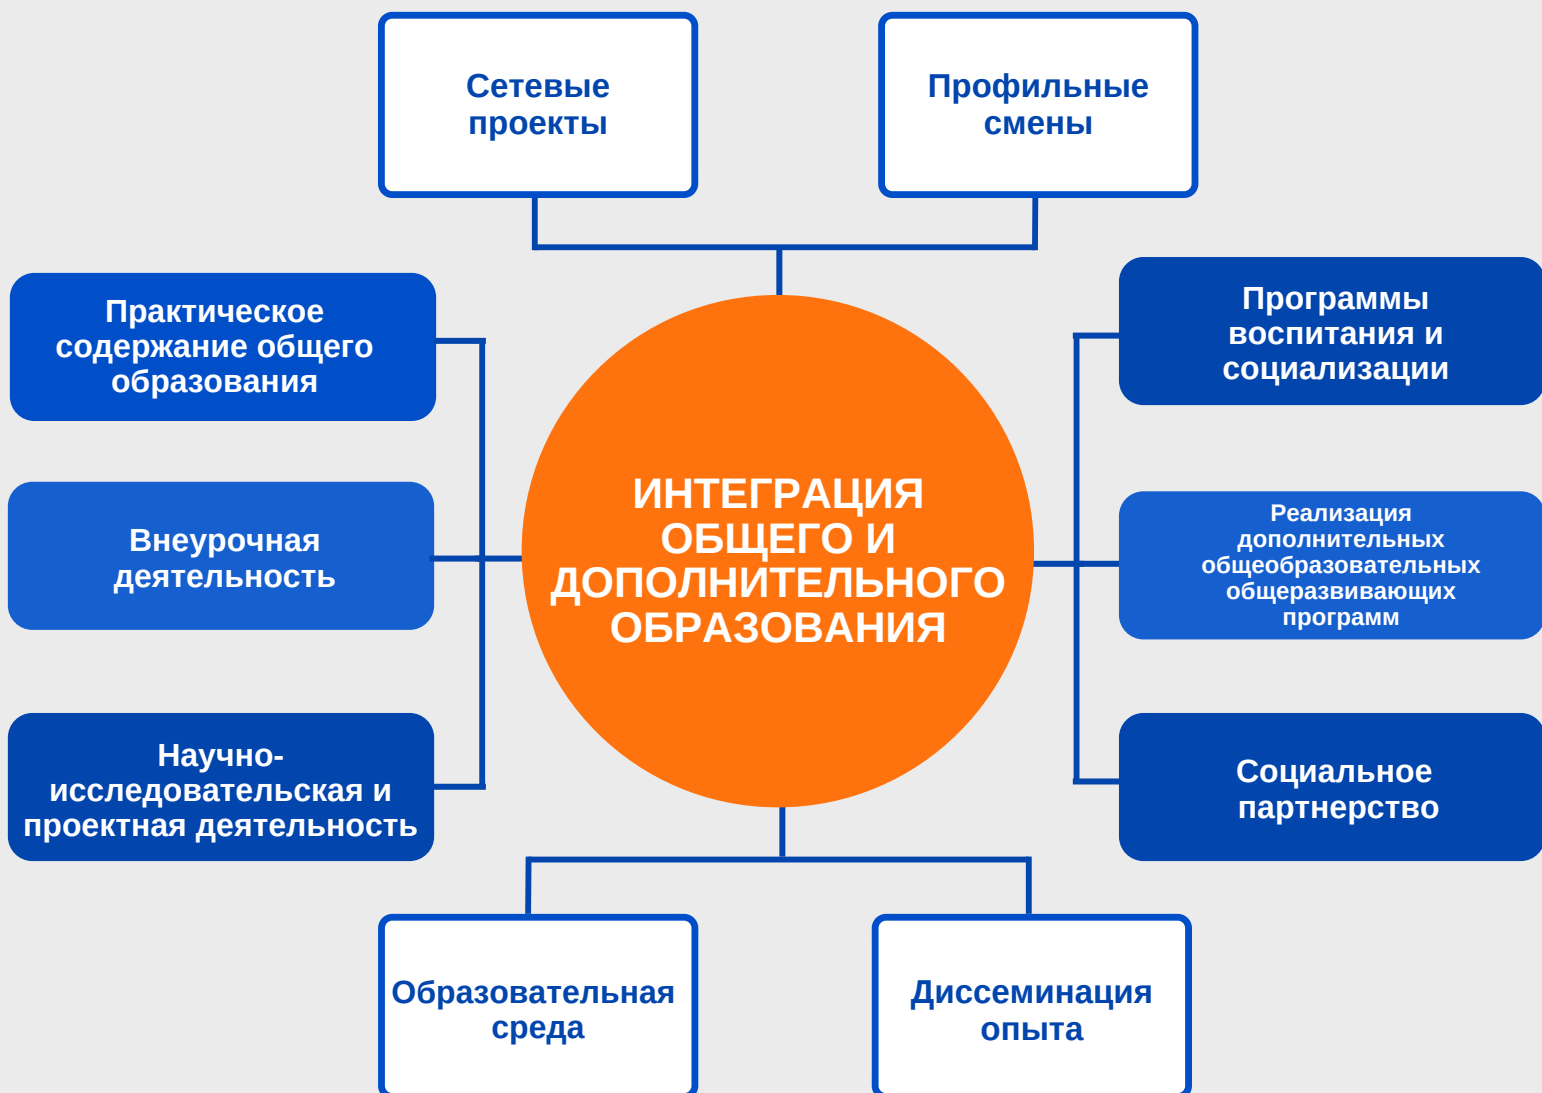 Сетевые
проекты
Профильные
смены
Практическое
содержание общего
образования
Программы
воспитания и
социализации
ИНТЕГРАЦИЯ
ОБЩЕГО И
ДОПОЛНИТЕЛЬНОГО
ОБРАЗОВАНИЯ
Внеурочная
деятельность
Реализация
дополнительных
общеобразовательных
общеразвивающих
программ
Научно-
исследовательская и
проектная деятельность
Социальное
партнерство
Образовательная
среда
Диссеминация
опыта